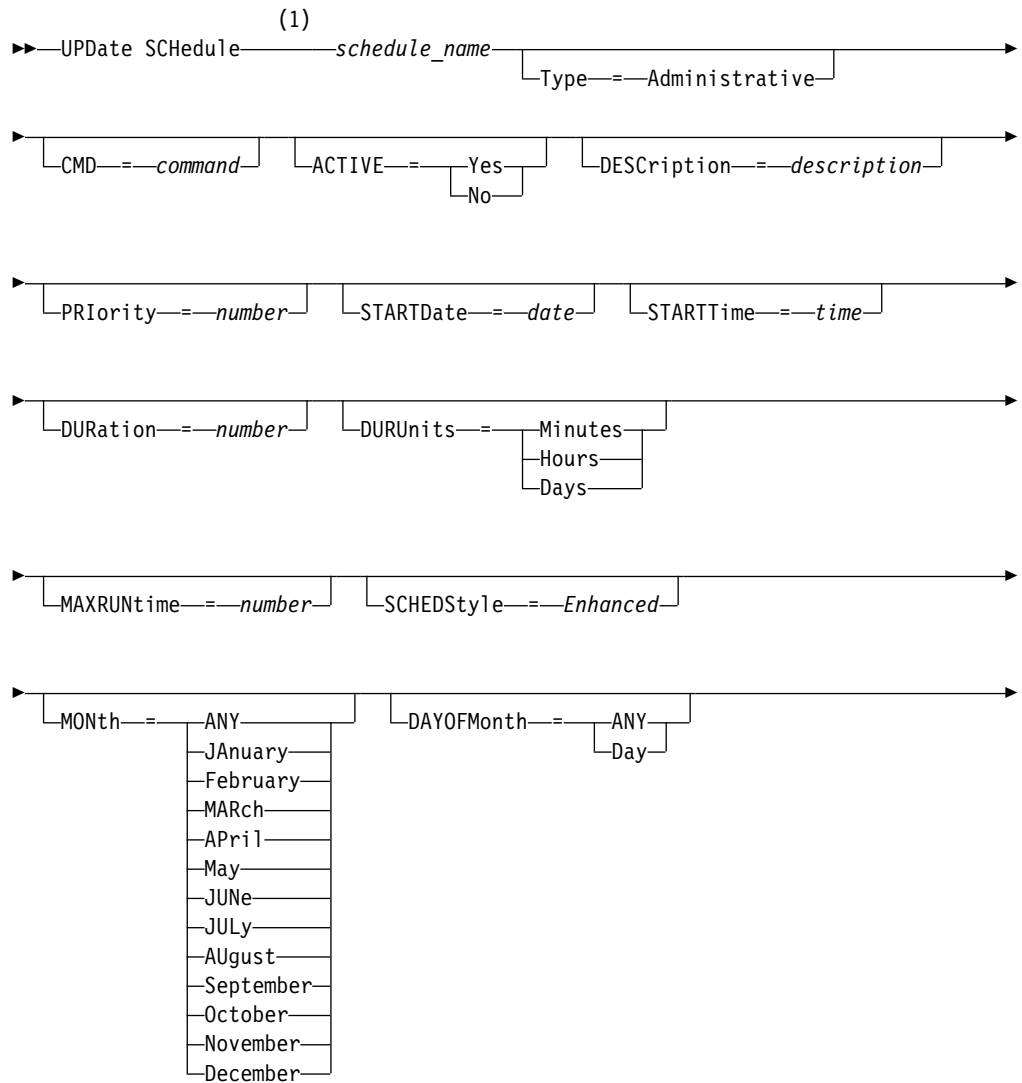 (1)
UPDate SCHedule schedule_name
Type = Administrative
CMD = command ACTIVE = Yes DESCription = description
No
PRIority = number STARTDate = date STARTTime = time
DURation = number DURUnits = Minutes
Hours
Days
MAXRUNtime = number SCHEDStyle = Enhanced
MONth = ANY DAYOFMonth = ANY
JAnuary Day
February
MARch
APril
May
JUNe
JULy
AUgust
September
October
November
December